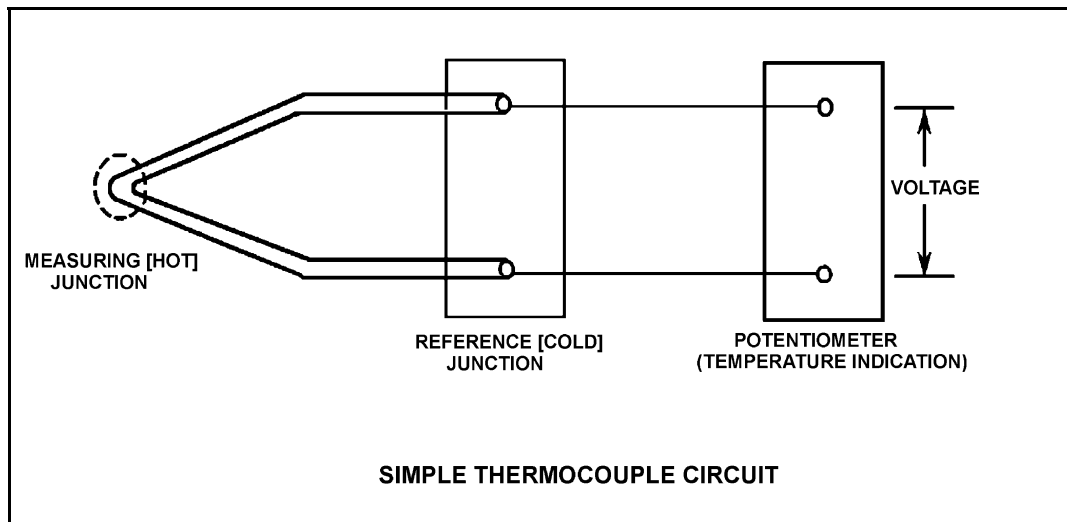 MEASURING [HOT]
JUNCTION
REFERENCE [COLD]
JUNCTION
POTENTIOMETER
(TEMPERATURE INDICATION)
VOLTAGE
SIMPLE THERMOCOUPLE CIRCUIT